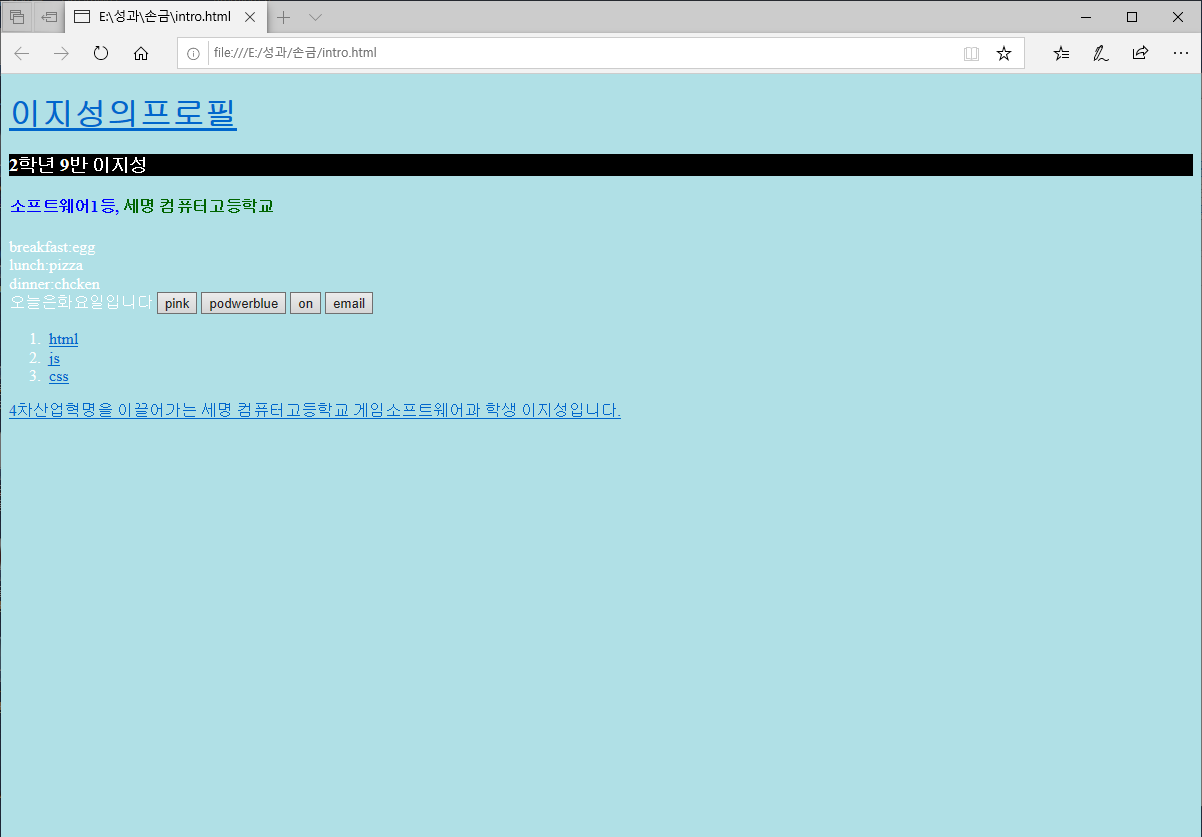 E:\성과\손금\intro.html
file:///E:/성과/손금/intro.html
이지성의프로필
2학년 9반 이지성
소프트웨어1등, 세명 컴퓨터고등학교
breakfast:egg
lunch:pizza
dinner:chcken
오늘은화요일입니다 pink podwerblue on email
1. html
2. js
3. css
4차산업혁명을 이끌어가는 세명 컴퓨터고등학교 게임소프트웨어과 학생 이지성입니다.